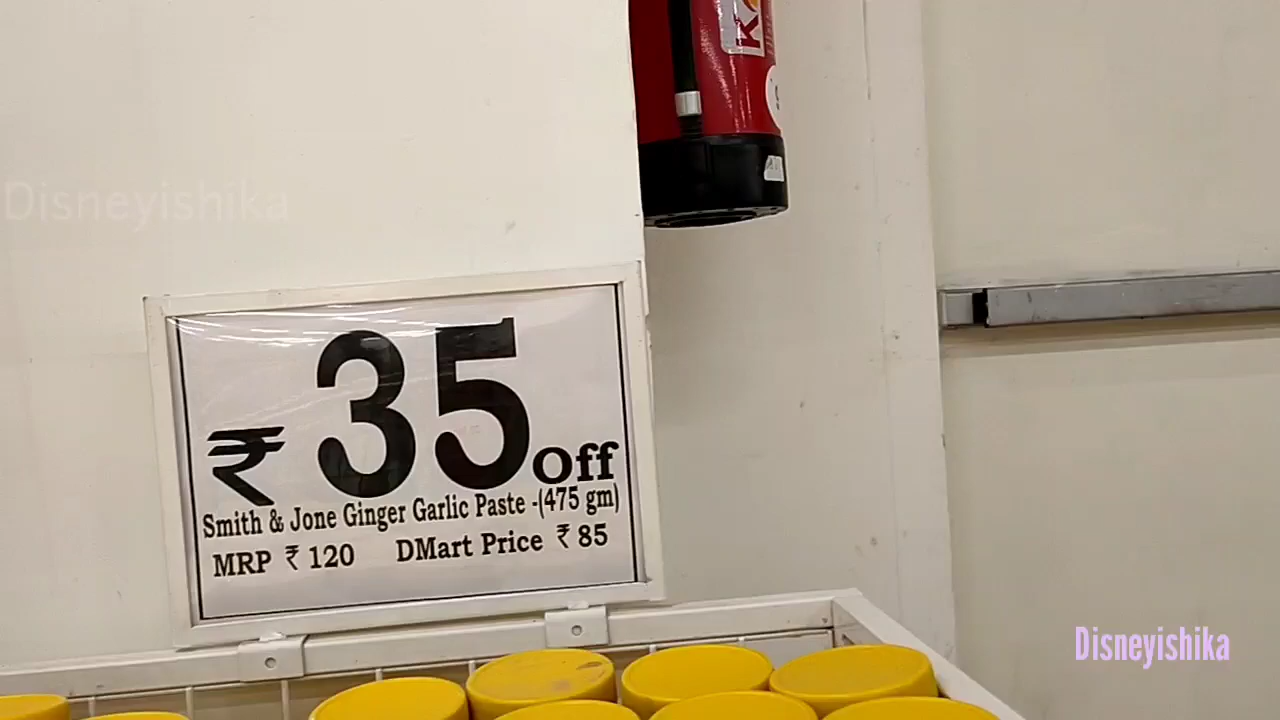 Disneyishika
₹ 35 Off
Smith & Jone Ginger Garlic Paste -(475 gm)
MRP ₹ 120 DMart Price ₹ 85
Disneyishika